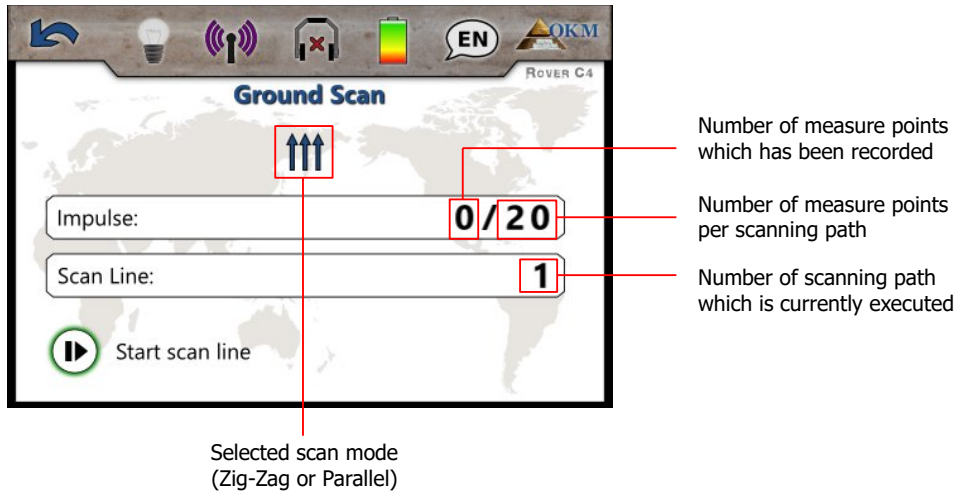 EN
OKM
ROVER C4
Ground Scan
Impulse:
0/20
Scan Line:
1
Start scan line
Number of measure points
which has been recorded
Number of measure points
per scanning path
Number of scanning path
which is currently executed
Selected scan mode
(Zig-Zag or Parallel)